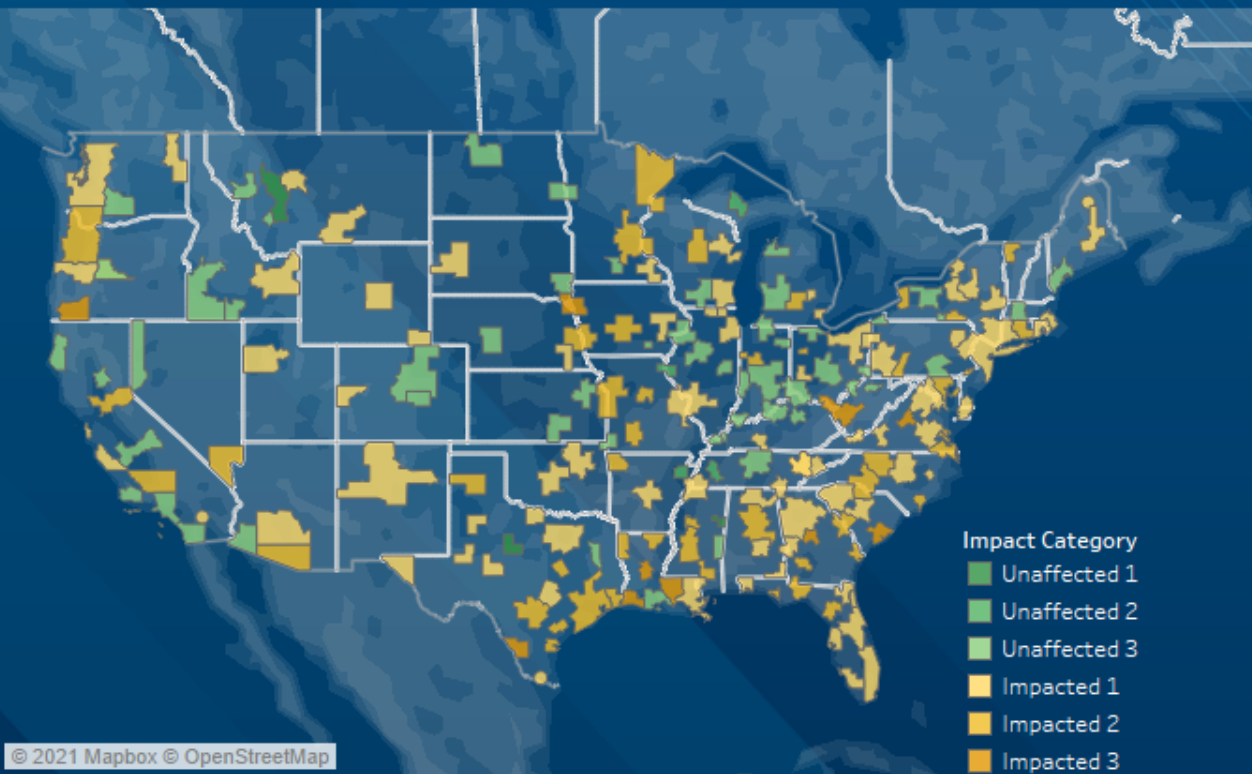 Impact Category
Unaffected 1
Unaffected 2
Unaffected 3
Impacted 1
Impacted 2
Impacted 3
© 2021 Mapbox © OpenStreetMap